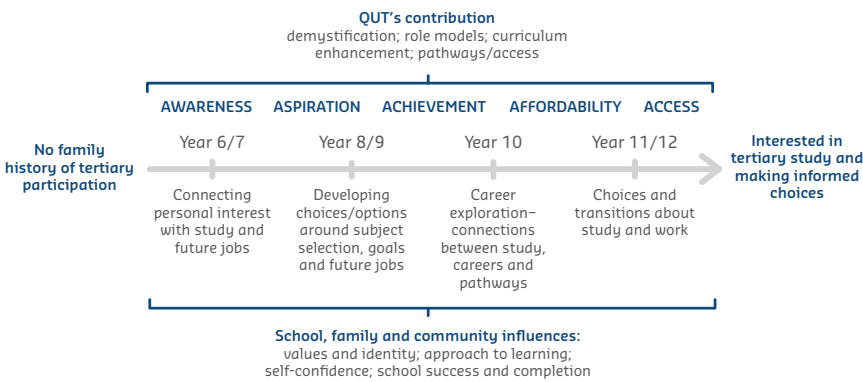 QUT's contribution
demystification; role models; curriculum
enhancement; pathways/access
AWARENESS ASPIRATION ACHIEVEMENT AFFORDABILITY ACCESS
No family
history of tertiary
participation
Year 6/7
Year 8/9
Year 10
Year 11/12
Connecting
personal interest
with study and
future jobs
Developing
choices/options
around subject
selection, goals
and future jobs
Career
exploration–
connections
between study,
careers and
pathways
Choices and
transitions about
study and work
Interested in
tertiary study and
making informed
choices
School, family and community influences:
values and identity; approach to learning;
self-confidence; school success and completion